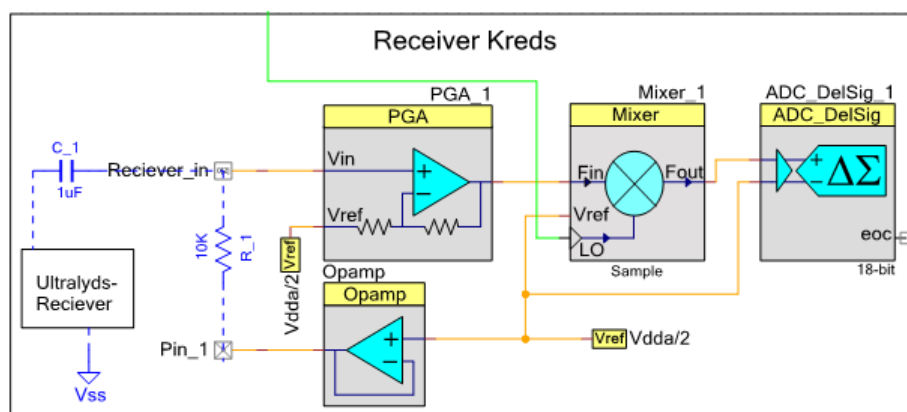 Receiver Kreds
PGA_1
PGA
Vin
Vref
Mixer_1
Mixer
Fin
Fout
Vref
LO
Sample
ADC_DelSig_1
ADC_DelSig
+
-
ΔΣ
eoc
18-bit
C_1
1uF
Reciever_in
10K
R_1
Ultralyds-
Reciever
Vss
Pin_1
Vref
Vdda/2
Opamp
Opamp
+
-
Vref Vdda/2